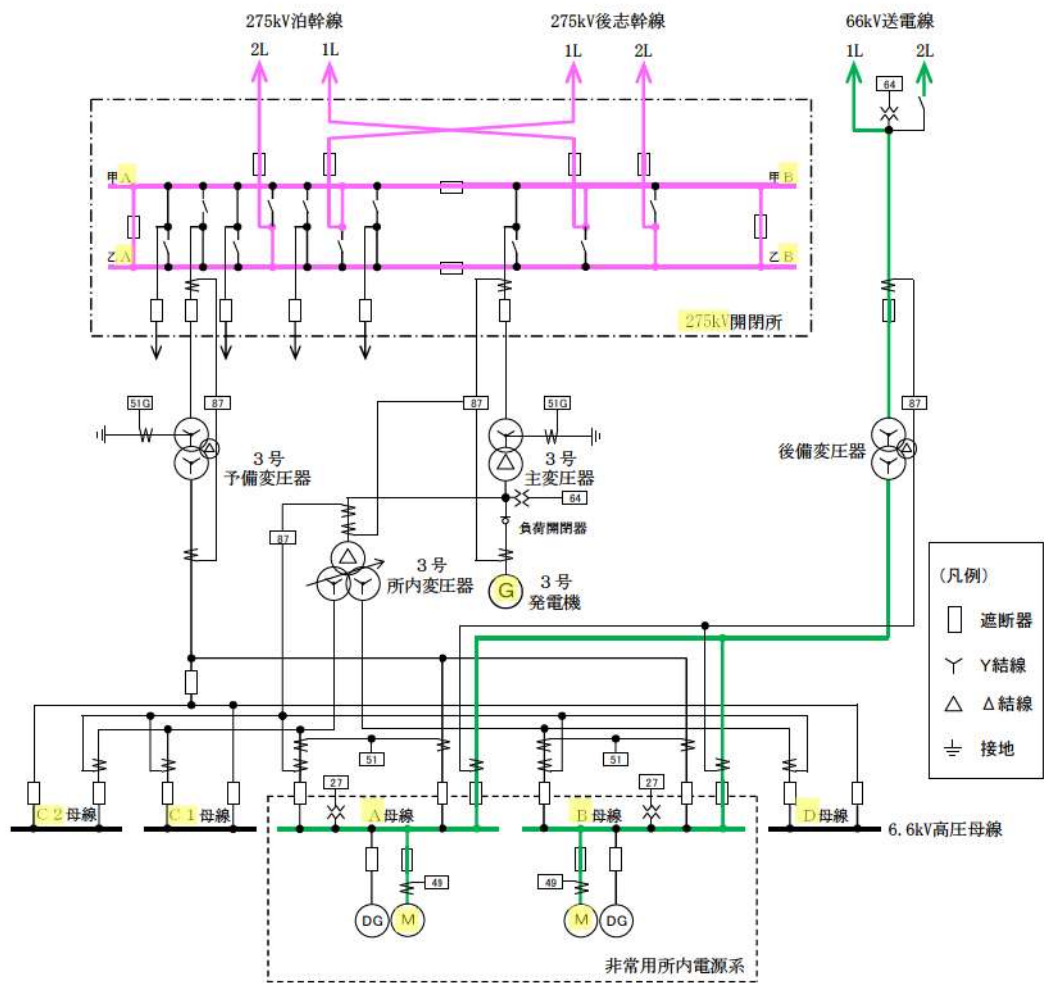 275kV泊幹線 275kV後志幹線 66kV送電線
2L 1L 1L 2L 1L 2L
64
甲A 甲B
乙A 乙B
275kV開閉所
51G 87 87 51G 87
3号
予備変圧器
3号
主変圧器
後備変圧器
64
87
負荷開閉器
3号
所内変圧器
G
3号
発電機
(凡例)
遮断器
Y結線
Δ結線
接地
51 51
27 27
C2母線 C1母線 A母線 B母線 D母線
6.6kV高圧母線
49 49
DG M M DG
非常用所内電源系